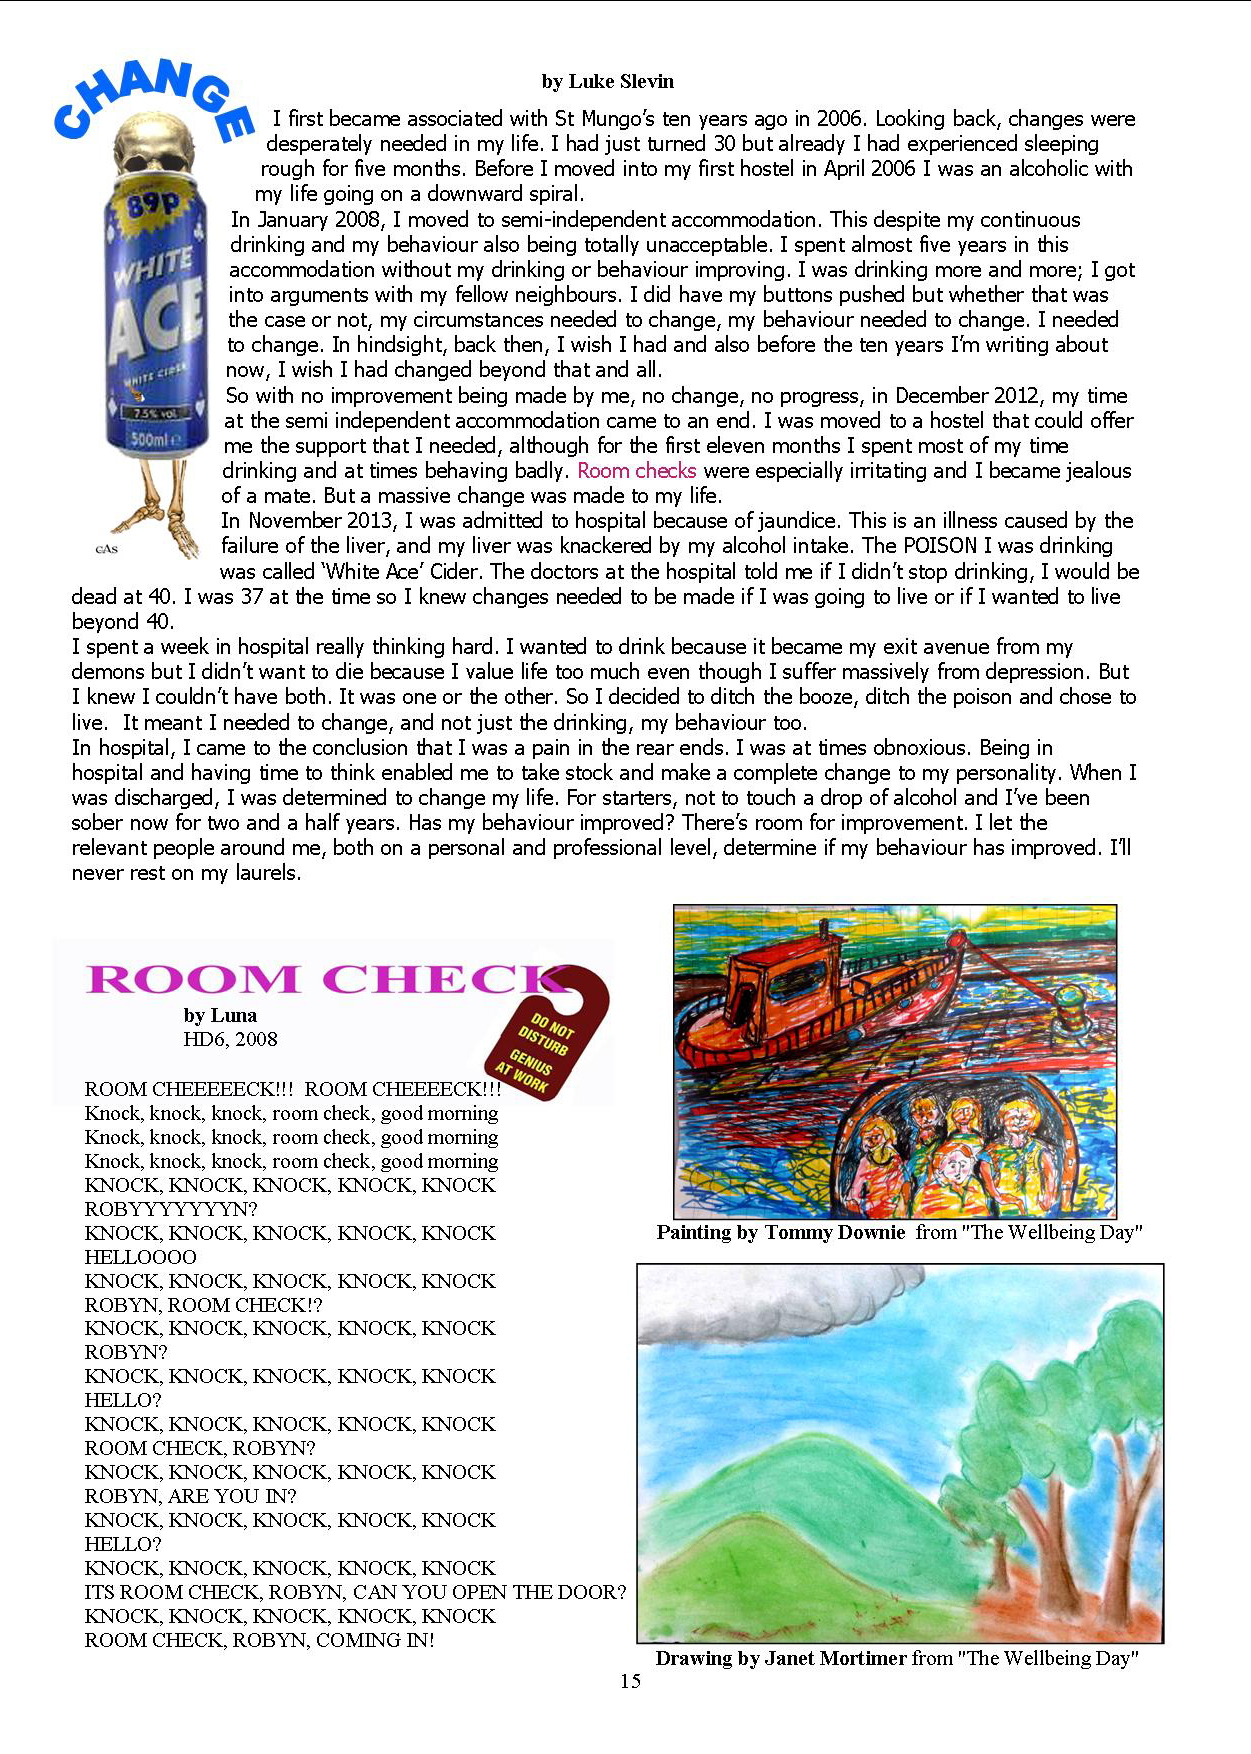 CHANGE
by Luke Slevin
I first became associated with St Mungo’s ten years ago in 2006. Looking back, changes were
desperately needed in my life. I had just turned 30 but already I had experienced sleeping
rough for five months. Before I moved into my first hostel in April 2006 I was an alcoholic with
my life going on a downward spiral.
In January 2008, I moved to semi-independent accommodation. This despite my continuous
drinking and my behaviour also being totally unacceptable. I spent almost five years in this
accommodation without my drinking or behaviour improving. I was drinking more and more; I got
into arguments with my fellow neighbours. I did have my buttons pushed but whether that was
the case or not, my circumstances needed to change, my behaviour needed to change. I needed
to change. In hindsight, back then, I wish I had and also before the ten years I’m writing about
now, I wish I had changed beyond that and all.
So with no improvement being made by me, no change, no progress, in December 2012, my time
at the semi independent accommodation came to an end. I was moved to a hostel that could offer
me the support that I needed, although for the first eleven months I spent most of my time
drinking and at times behaving badly. Room checks were especially irritating and I became jealous
of a mate. But a massive change was made to my life.
In November 2013, I was admitted to hospital because of jaundice. This is an illness caused by the
failure of the liver, and my liver was knackered by my alcohol intake. The POISON I was drinking
was called ‘White Ace’ Cider. The doctors at the hospital told me if I didn’t stop drinking, I would be
dead at 40. I was 37 at the time so I knew changes needed to be made if I was going to live or if I wanted to live
beyond 40.
I spent a week in hospital really thinking hard. I wanted to drink because it became my exit avenue from my
demons but I didn’t want to die because I value life too much even though I suffer massively from depression. But
I knew I couldn’t have both. It was one or the other. So I decided to ditch the booze, ditch the poison and chose to
live.  It meant I needed to change, and not just the drinking, my behaviour too.
In hospital, I came to the conclusion that I was a pain in the rear ends. I was at times obnoxious. Being in
hospital and having time to think enabled me to take stock and make a complete change to my personality. When I
was discharged, I was determined to change my life. For starters, not to touch a drop of alcohol and I’ve been
sober now for two and a half years. Has my behaviour improved? There’s room for improvement. I let the
relevant people around me, both on a personal and professional level, determine if my behaviour has improved. I’ll
never rest on my laurels.
89p
WHITE
ACE
WHITE CIDER
7.5% vol
500ml e
cAs
ROOM CHECK
by Luna
HD6, 2008
DO NOT
DISTURB
GENIUS
AT WORK
ROOM CHEEEEECK!!!  ROOM CHEEEECK!!!
Knock, knock, knock, room check, good morning
Knock, knock, knock, room check, good morning
Knock, knock, knock, room check, good morning
KNOCK, KNOCK, KNOCK, KNOCK, KNOCK
ROBYYYYYYYN?
KNOCK, KNOCK, KNOCK, KNOCK, KNOCK
HELLOOOO
KNOCK, KNOCK, KNOCK, KNOCK, KNOCK
ROBYN, ROOM CHECK!?
KNOCK, KNOCK, KNOCK, KNOCK, KNOCK
ROBYN?
KNOCK, KNOCK, KNOCK, KNOCK, KNOCK
HELLO?
KNOCK, KNOCK, KNOCK, KNOCK, KNOCK
ROOM CHECK, ROBYN?
KNOCK, KNOCK, KNOCK, KNOCK, KNOCK
ROBYN, ARE YOU IN?
KNOCK, KNOCK, KNOCK, KNOCK, KNOCK
HELLO?
KNOCK, KNOCK, KNOCK, KNOCK, KNOCK
ITS ROOM CHECK, ROBYN, CAN YOU OPEN THE DOOR?
KNOCK, KNOCK, KNOCK, KNOCK, KNOCK
ROOM CHECK, ROBYN, COMING IN!
Painting by Tommy Downie  from "The Wellbeing Day"
Drawing by Janet Mortimer from "The Wellbeing Day"
15